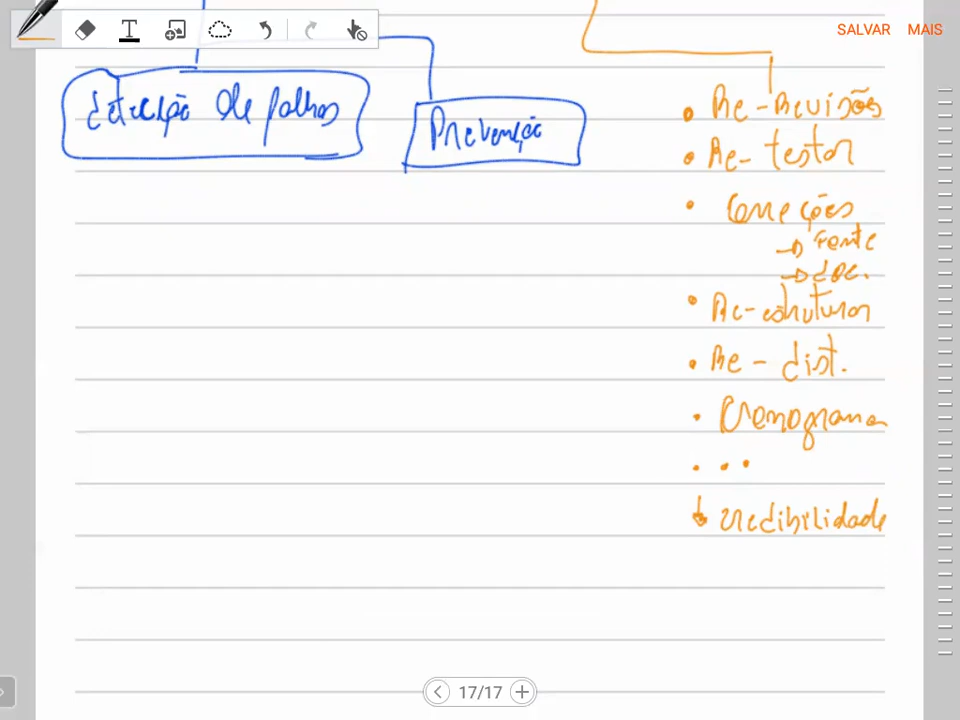 SALVAR MAIS
detecção de falhas
Prevenção
• Re-Revisões
• Re-testar
• Correções
→ Fonte
→ doc.
• Re-estruturar
• Re-dist.
• Cronograma
...
↓ credibilidade
17/17